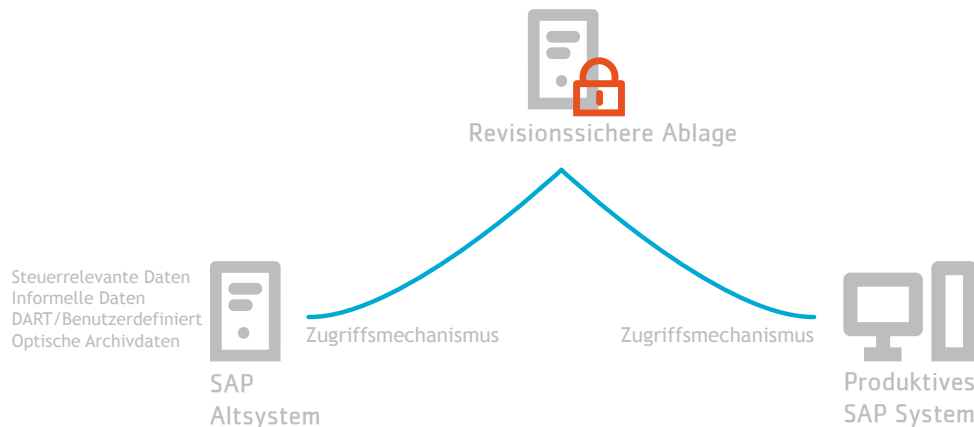 Revisionssichere Ablage
Steuerrelevante Daten
Informelle Daten
DART/Benutzerdefiniert
Optische Archivdaten
Zugriffsmechanismus
Zugriffsmechanismus
SAP
Altsystem
Produktives
SAP System